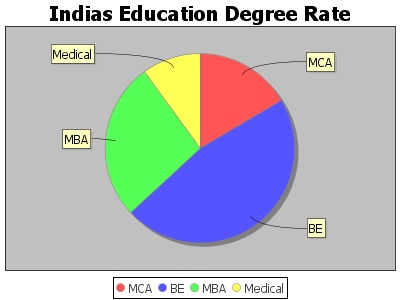 Indias Education Degree Rate
Medical
MCA
MBA
BE
MCA BE MBA Medical